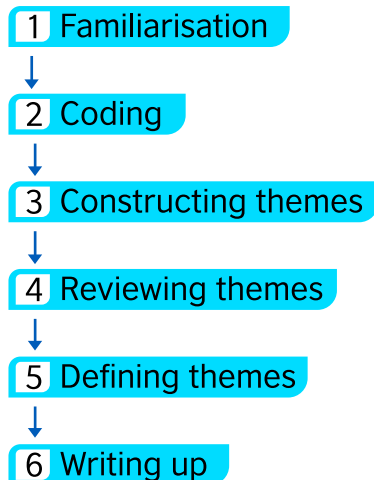 1 Familiarisation
2 Coding
3 Constructing themes
4 Reviewing themes
5 Defining themes
6 Writing up